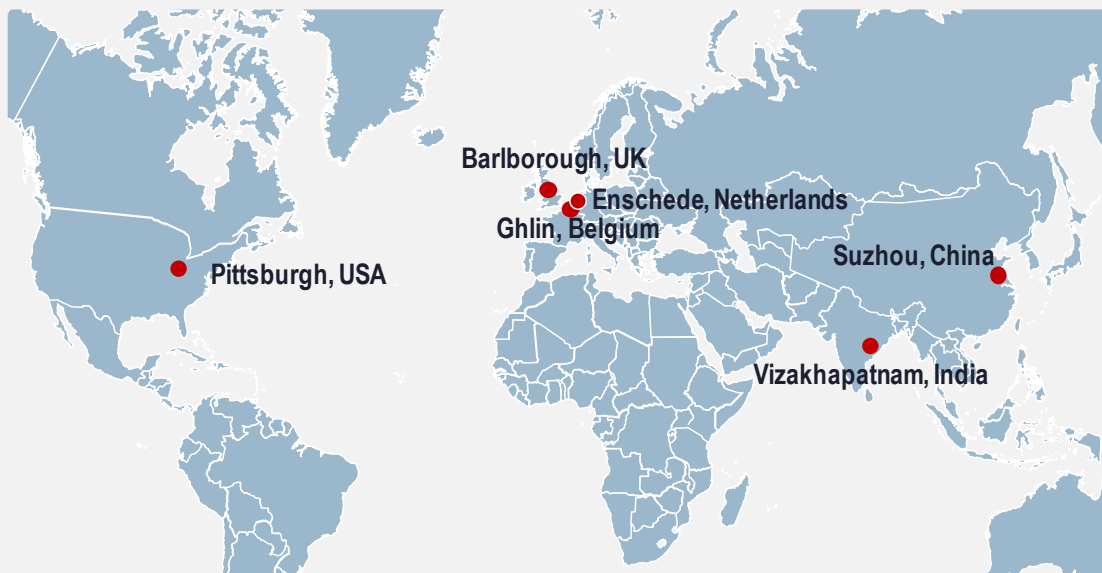 Barlborough, UK
Enschede, Netherlands
Ghlin, Belgium
Suzhou, China
Pittsburgh, USA
Vizakhapatnam, India